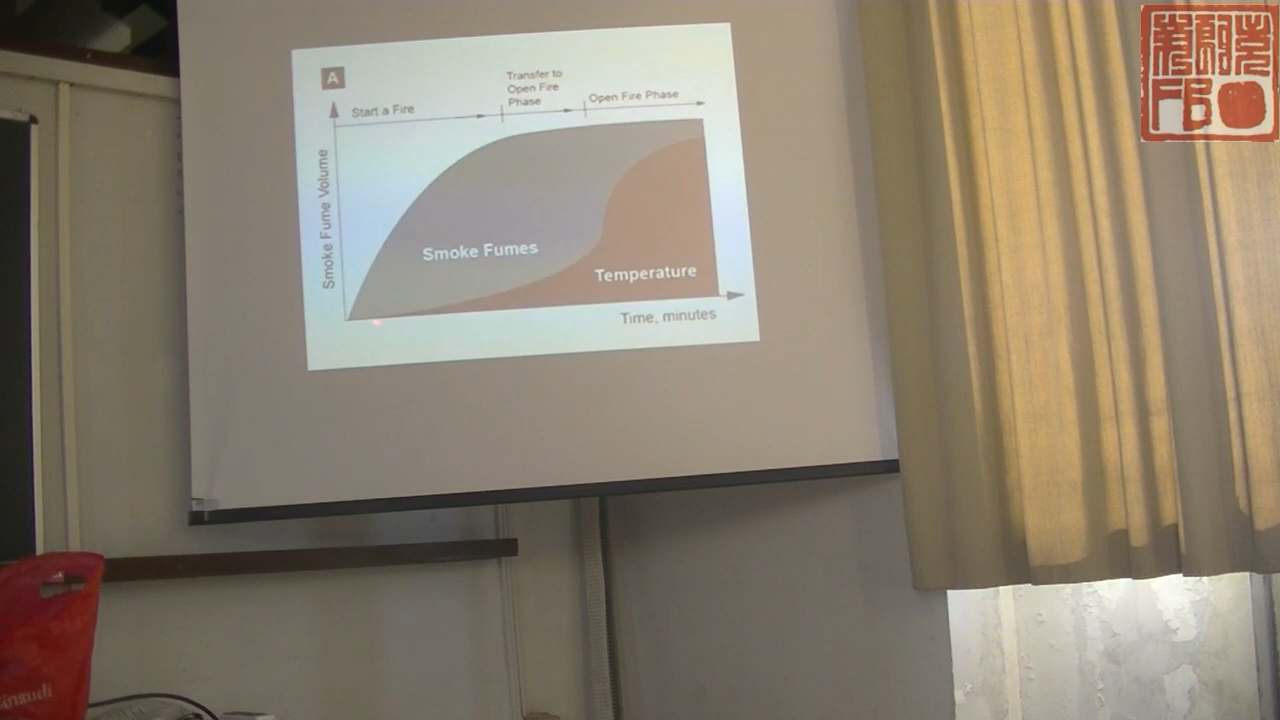 A
Transfer to
Open Fire
Phase
Start a Fire
Open Fire Phase
Smoke Fume Volume
Smoke Fumes
Temperature
Time, minutes